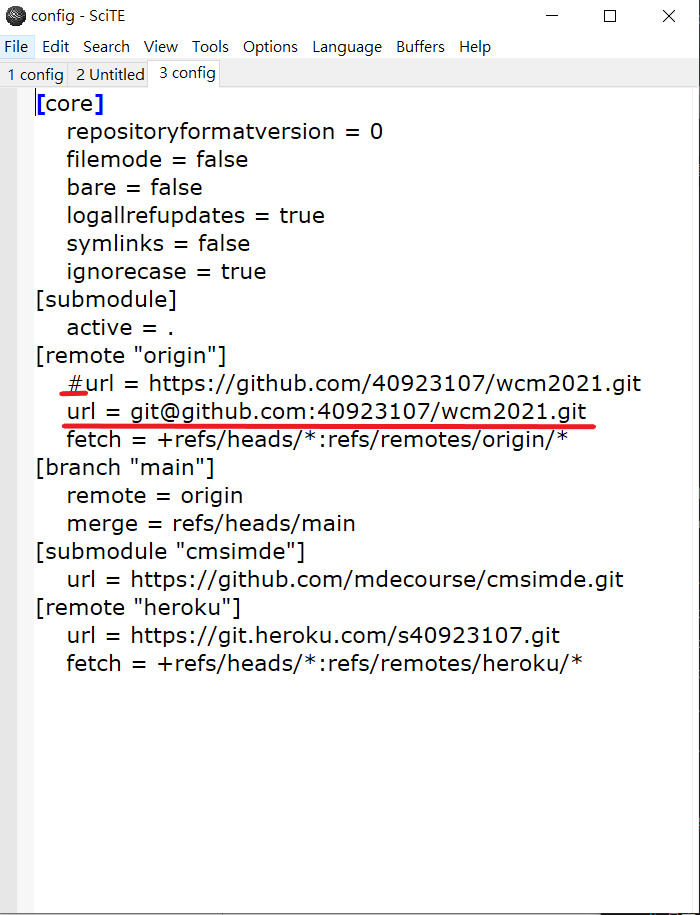 config - SciTE
File Edit Search View Tools Options Language Buffers Help
1 config 2 Untitled 3 config
[core]
repositoryformatversion = 0
filemode = false
bare = false
logallrefupdates = true
symlinks = false
ignorecase = true
[submodule]
active = .
[remote "origin"]
#url = https://github.com/40923107/wcm2021.git
url = git@github.com:40923107/wcm2021.git
fetch = +refs/heads/*:refs/remotes/origin/*
[branch "main"]
remote = origin
merge = refs/heads/main
[submodule "cmsimde"]
url = https://github.com/mdecourse/cmsimde.git
[remote "heroku"]
url = https://git.heroku.com/s40923107.git
fetch = +refs/heads/*:refs/remotes/heroku/*